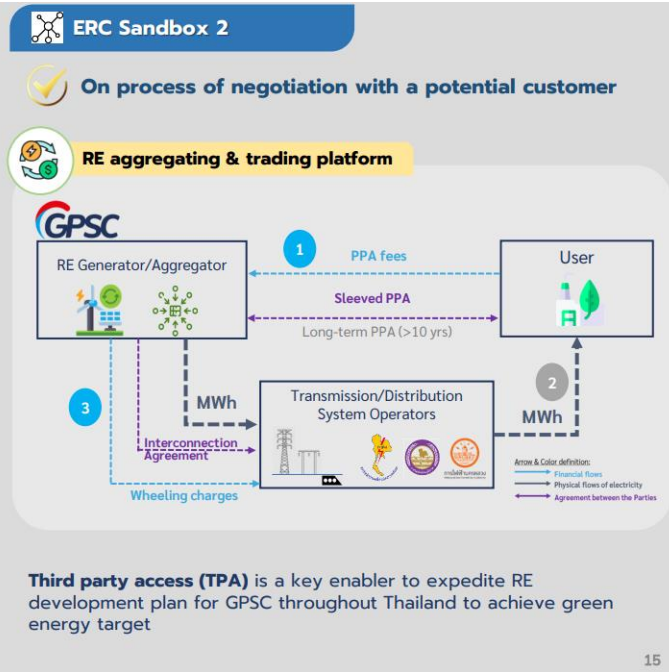 ERC Sandbox 2
On process of negotiation with a potential customer
RE aggregating & trading platform
GPSC
RE Generator/Aggregator
1
PPA fees
User
Sleeved PPA
Long-term PPA (>10 yrs)
3
MWh
Transmission/Distribution
System Operators
2
MWh
Interconnection
Agreement
Wheeling charges
Arrow & Color definition:
Financial flows
Physical flows of electricity
Agreement between the Parties
Third party access (TPA) is a key enabler to expedite RE
development plan for GPSC throughout Thailand to achieve green
energy target
15